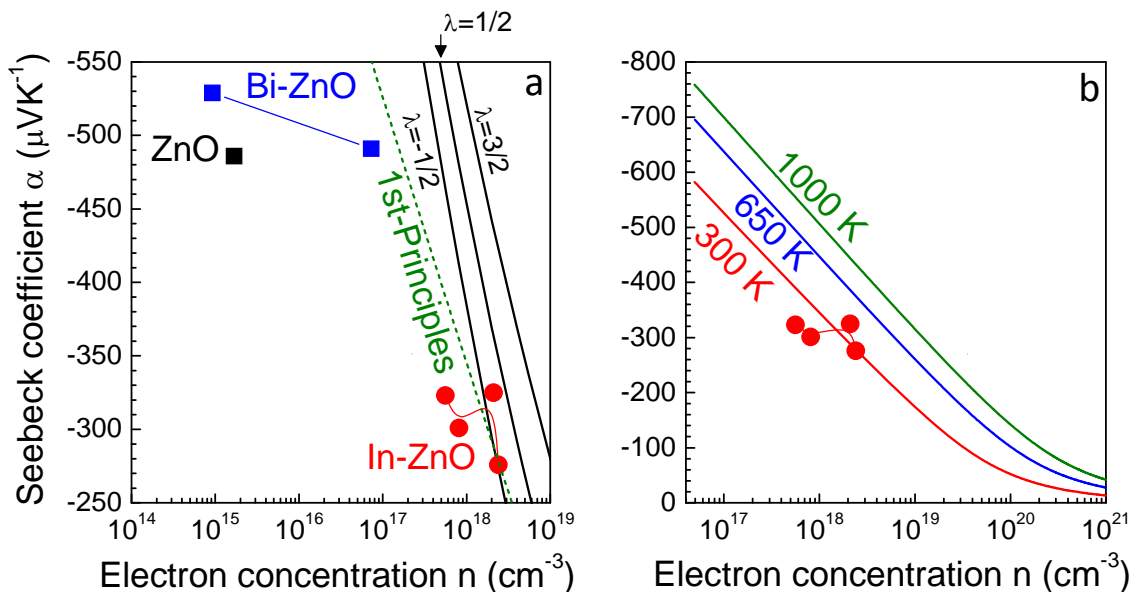 λ=1/2
Seebeck coefficient α (μVK⁻¹)
-550
-500
-450
-400
-350
-300
-250
a
Bi-ZnO
ZnO
λ=-1/2
λ=3/2
1st-Principles
In-ZnO
10¹⁴ 10¹⁵ 10¹⁶ 10¹⁷ 10¹⁸ 10¹⁹
Electron concentration n (cm⁻³)
-800
-700
-600
-500
-400
-300
-200
-100
0
b
1000 K
650 K
300 K
10¹⁷ 10¹⁸ 10¹⁹ 10²⁰ 10²¹
Electron concentration n (cm⁻³)